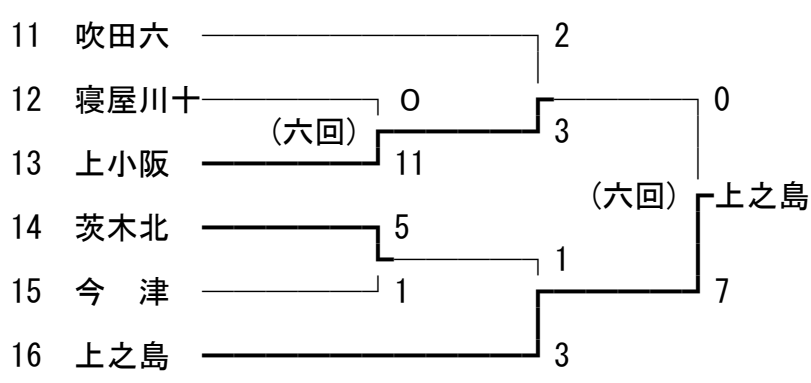 11 吹田六 2
12 寝屋川十 0 0
(六回) 3
13 上小阪 11
(六回) 上之島
14 茨木北 5
1
15 今　津 1 7
16 上之島 3